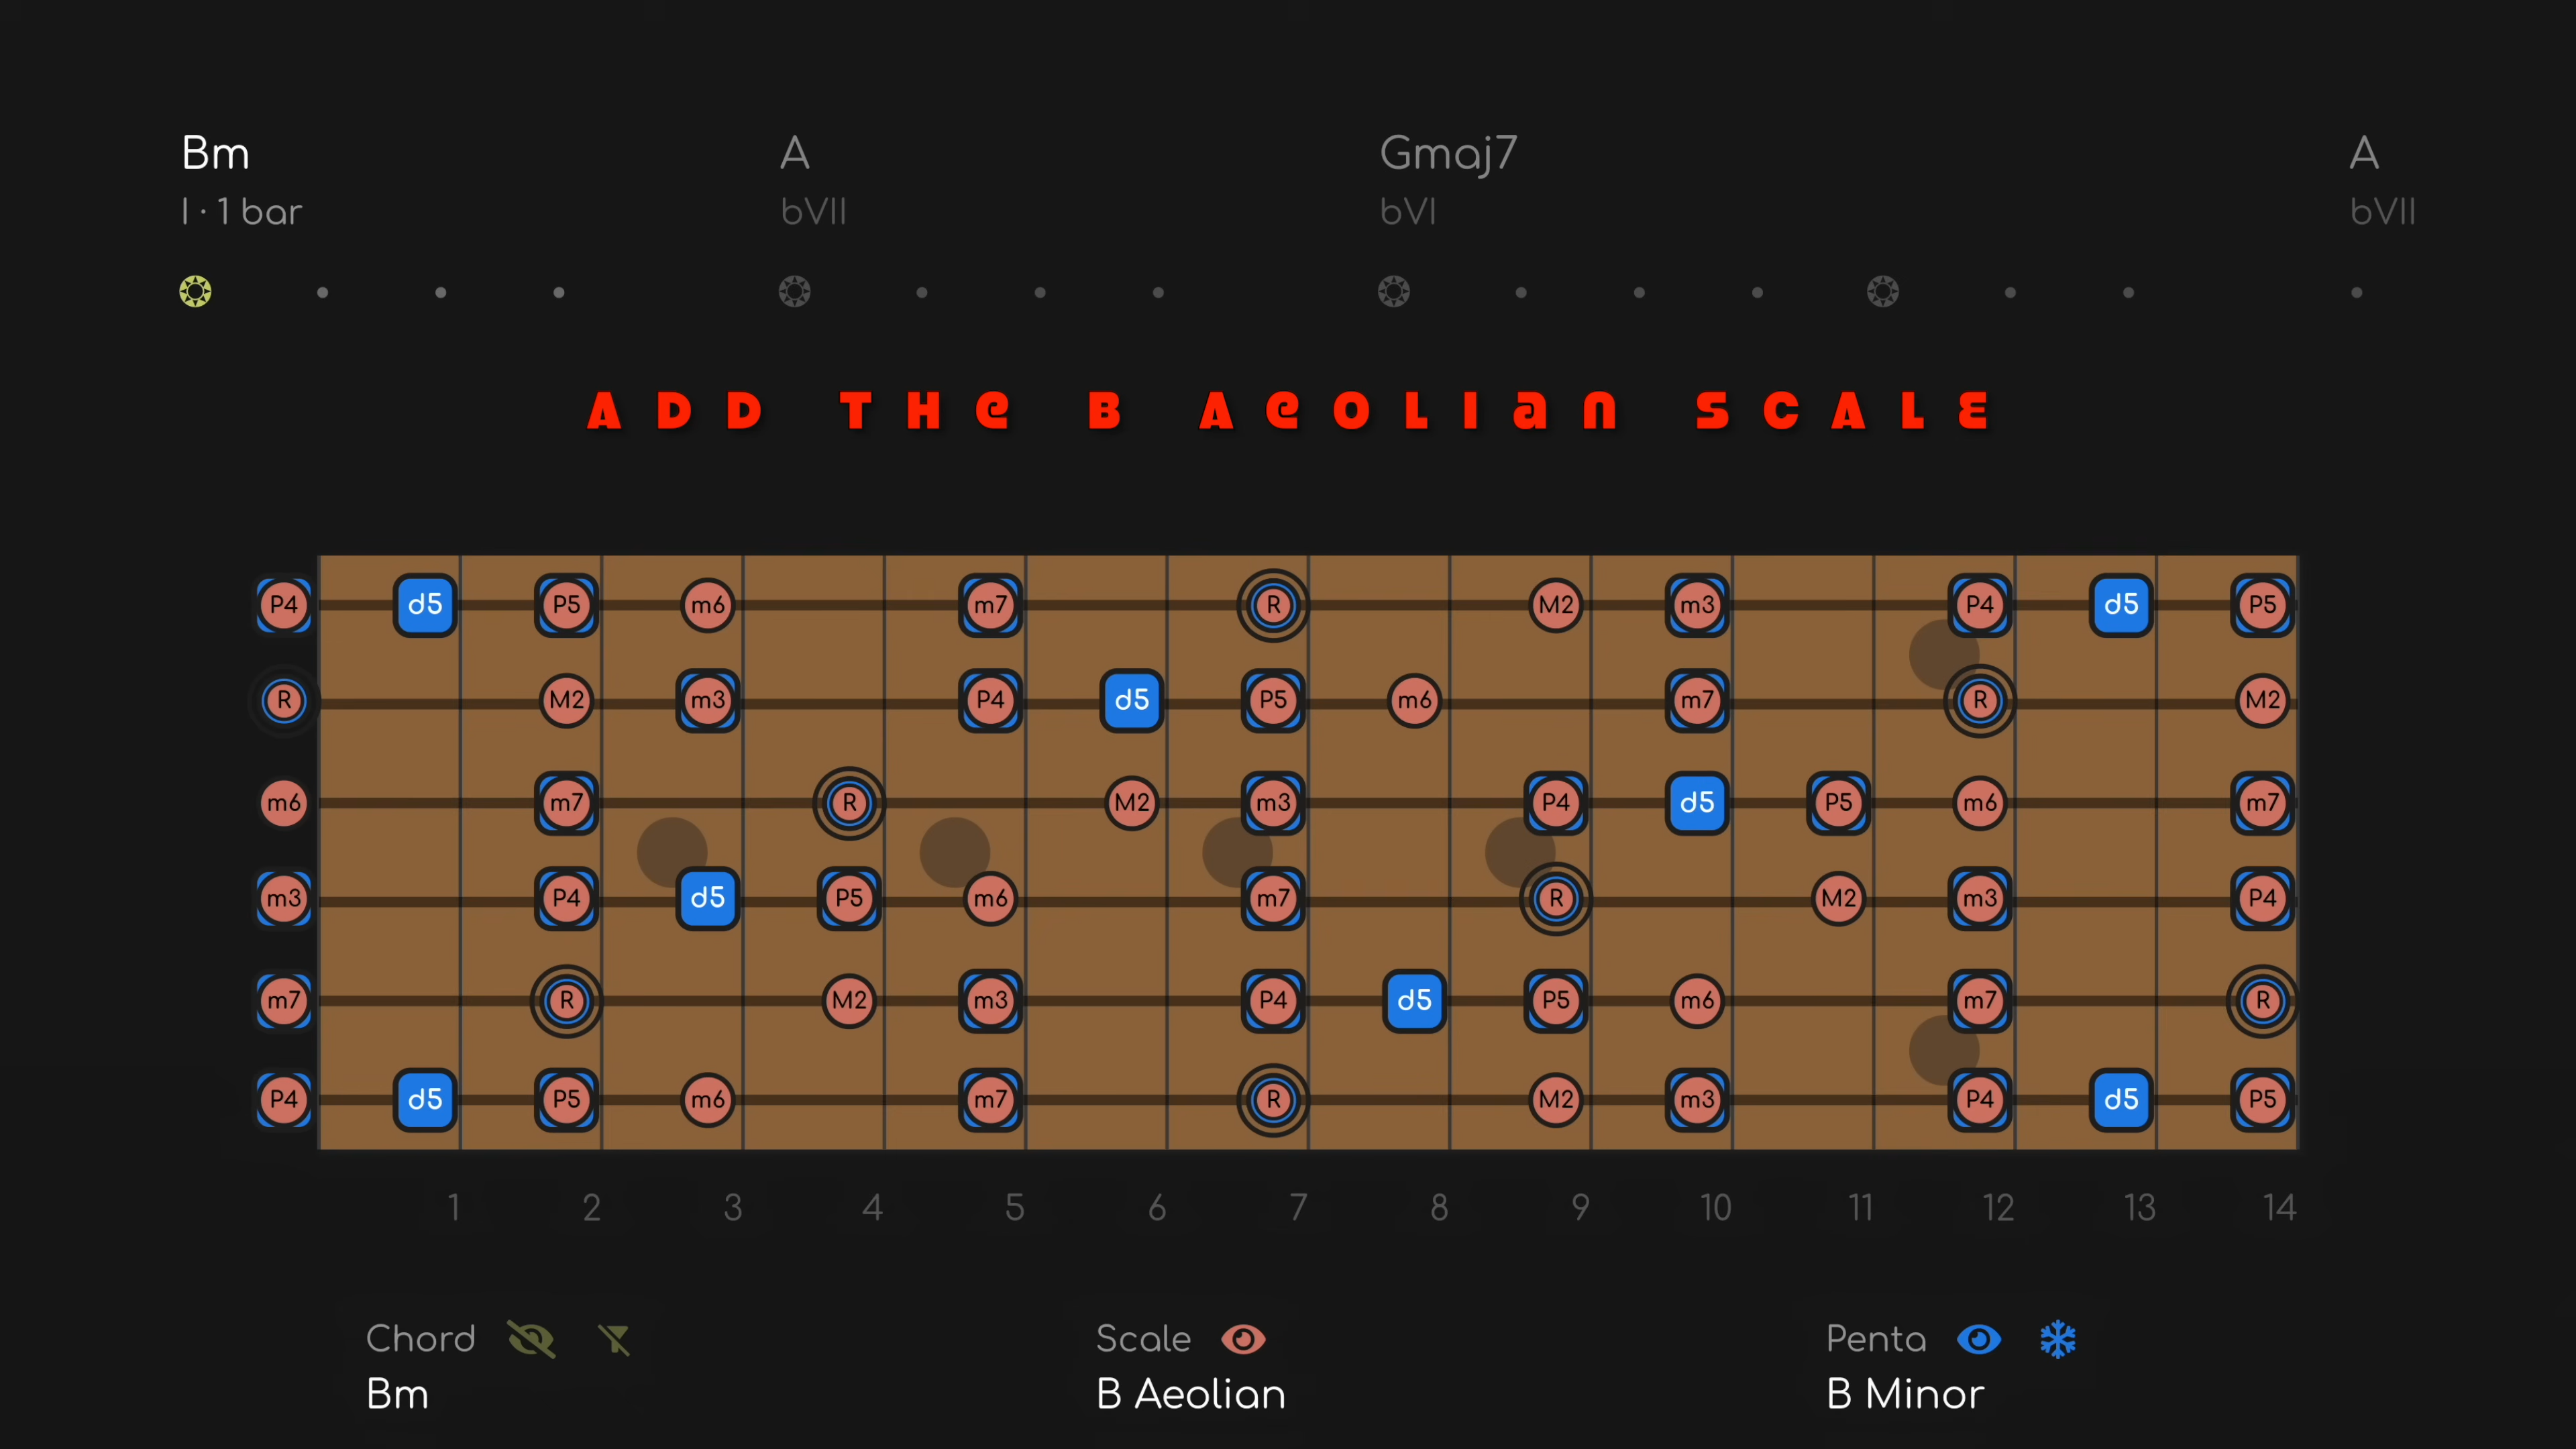 Bm A Gmaj7 A
I · 1 bar bVII bVI bVII
ADD THE B AEOLIAN SCALE
P4 d5 P5 m6 m7 R M2 m3 P4 d5 P5
R M2 m3 P4 d5 P5 m6 m7 R M2
m6 m7 R M2 m3 P4 d5 P5 m6 m7
m3 P4 d5 P5 m6 m7 R M2 m3 P4
m7 R M2 m3 P4 d5 P5 m6 m7 R
P4 d5 P5 m6 m7 R M2 m3 P4 d5 P5
1 2 3 4 5 6 7 8 9 10 11 12 13 14
Chord Scale Penta
Bm B Aeolian B Minor